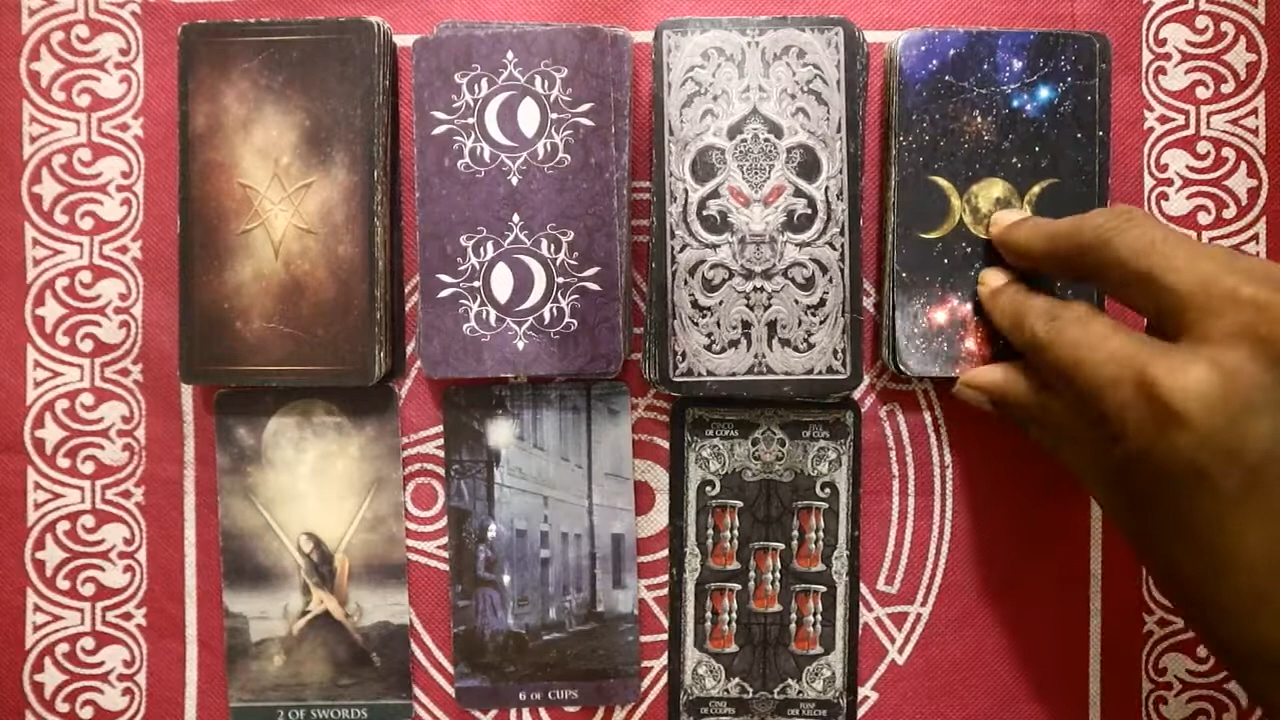 2 OF SWORDS
6 OF CUPS
CINCO
DE COPAS
FIVE
OF CUPS
CINQ
DE COUPES
FÜNF
DER KELCHE